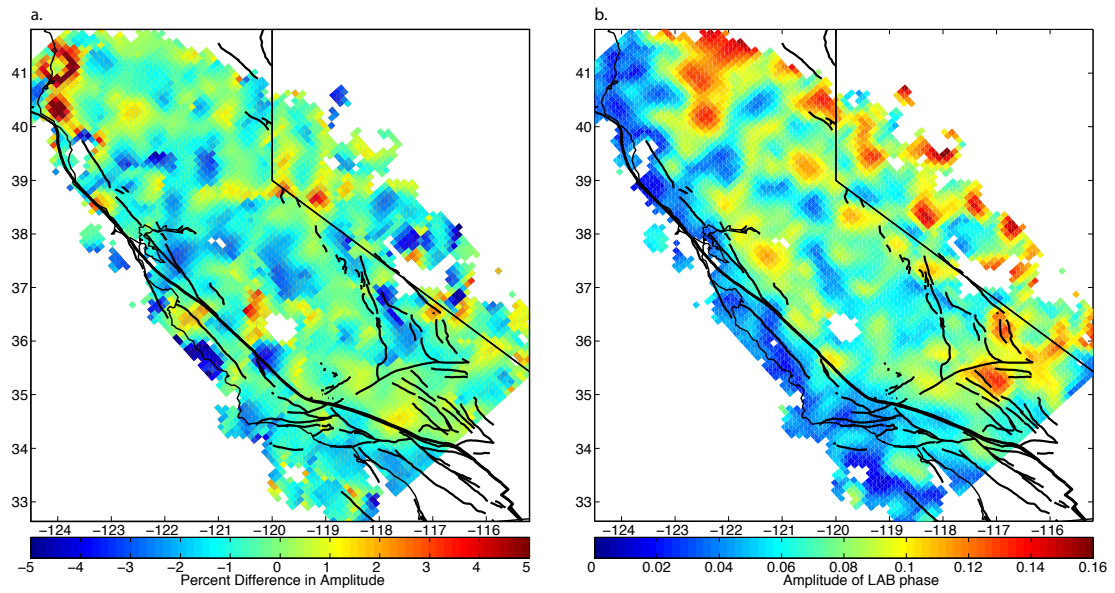 a.
b.
41
40
39
38
37
36
35
34
33
−124 −123 −122 −121 −120 −119 −118 −117 −116
−5 −4 −3 −2 −1 0 1 2 3 4 5
Percent Difference in Amplitude
41
40
39
38
37
36
35
34
33
−124 −123 −122 −121 −120 −119 −118 −117 −116
0 0.02 0.04 0.06 0.08 0.1 0.12 0.14 0.16
Amplitude of LAB phase